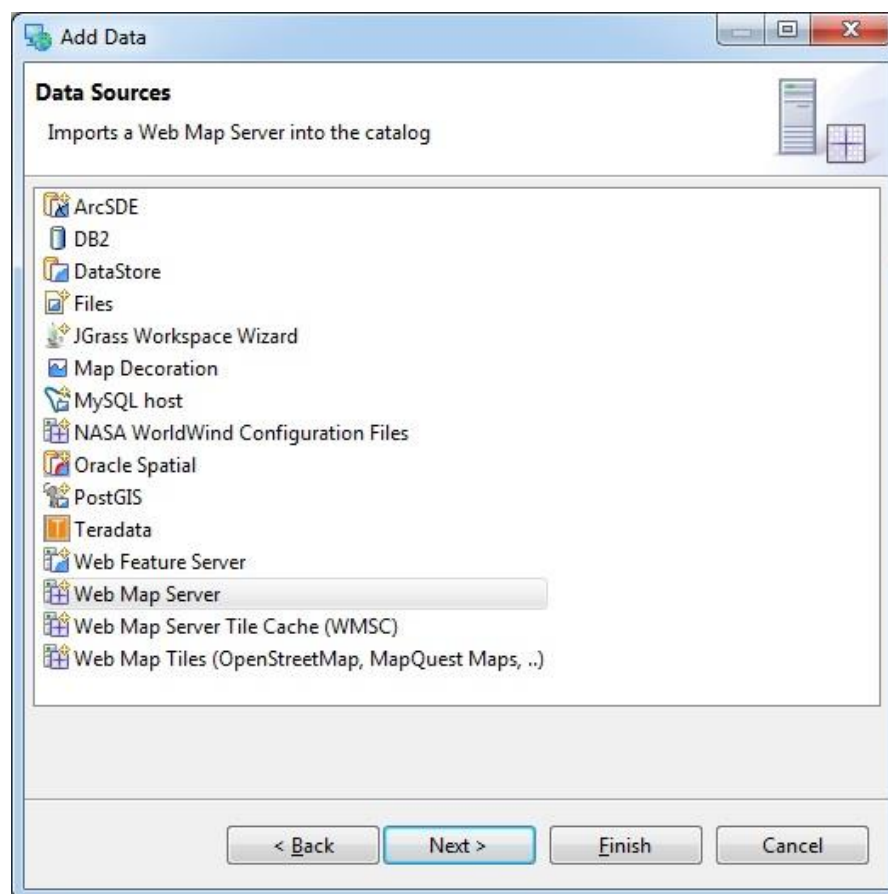 Add Data
Data Sources
Imports a Web Map Server into the catalog
ArcSDE
DB2
DataStore
Files
JGrass Workspace Wizard
Map Decoration
MySQL host
NASA WorldWind Configuration Files
Oracle Spatial
PostGIS
Teradata
Web Feature Server
Web Map Server
Web Map Server Tile Cache (WMSC)
Web Map Tiles (OpenStreetMap, MapQuest Maps, ..)
< Back Next > Finish Cancel